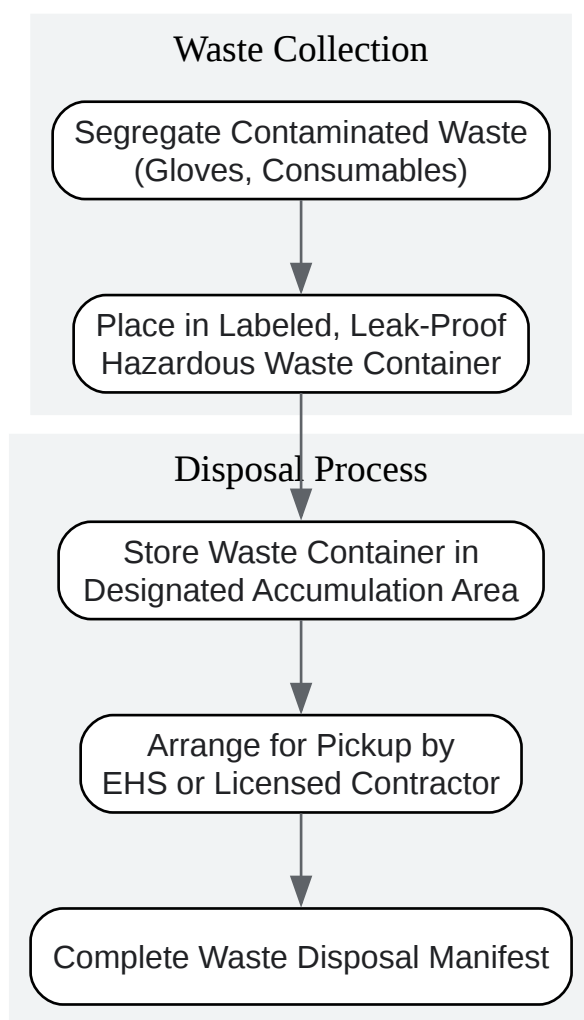 Waste Collection
Segregate Contaminated Waste
(Gloves, Consumables)
Place in Labeled, Leak-Proof
Hazardous Waste Container
Disposal Process
Store Waste Container in
Designated Accumulation Area
Arrange for Pickup by
EHS or Licensed Contractor
Complete Waste Disposal Manifest